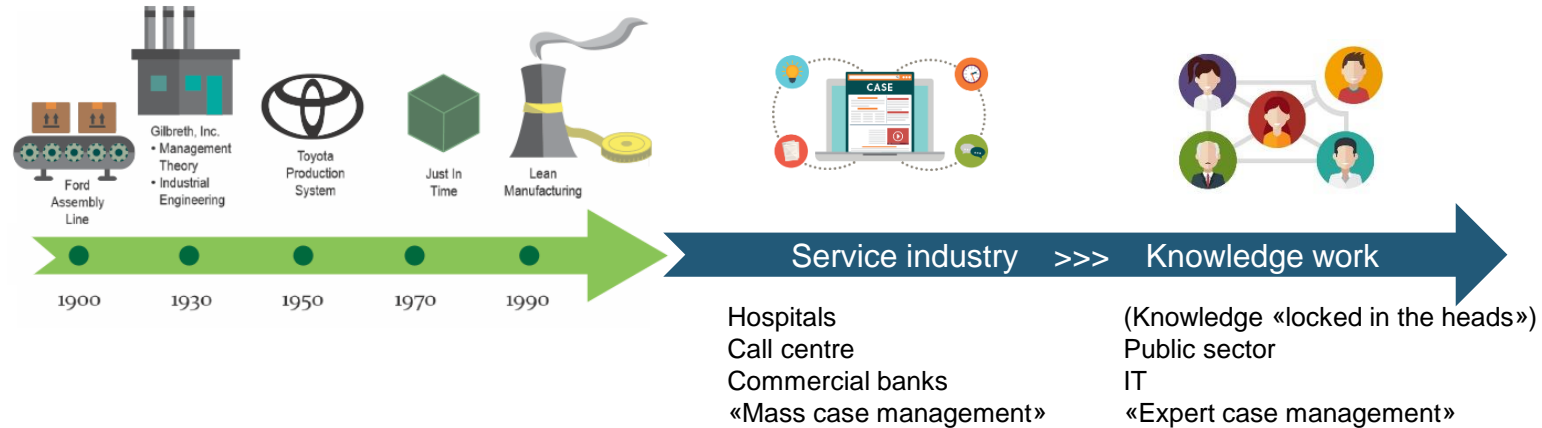 Ford
Assembly
Line
Gilbreth, Inc.
• Management
Theory
• Industrial
Engineering
Toyota
Production
System
Just In
Time
Lean
Manufacturing
1900
1930
1950
1970
1990
CASE
Service industry >>> Knowledge work
Hospitals
Call centre
Commercial banks
«Mass case management»
(Knowledge «locked in the heads»)
Public sector
IT
«Expert case management»